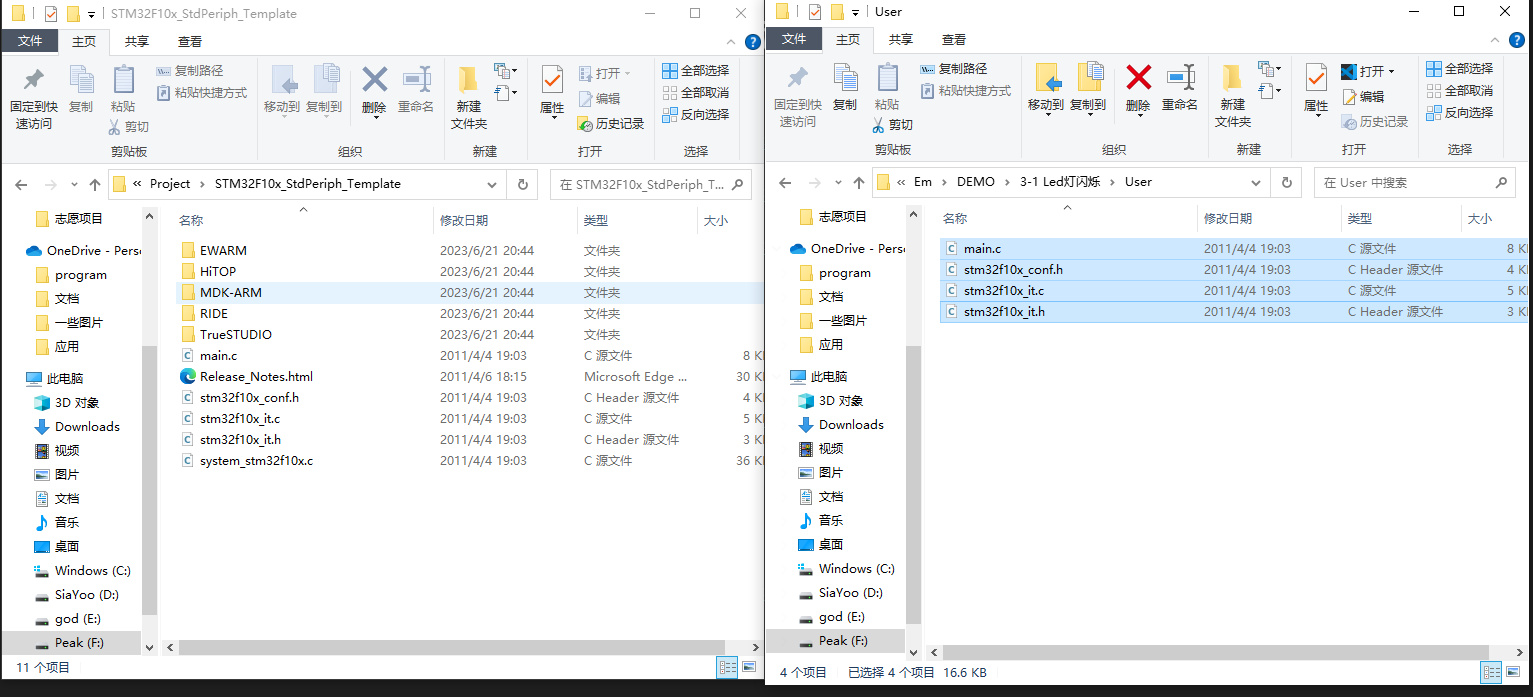 STM32F10x_StdPeriph_Template
文件 主页 共享 查看
固定到快速访问
复制
粘贴
复制路径
粘贴快捷方式
剪切
剪贴板
移动到
复制到
删除
重命名
组织
新建文件夹
新建
属性
打开
编辑
历史记录
打开
全部选择
全部取消
反向选择
选择
« Project › STM32F10x_StdPeriph_Template
在 STM32F10x_StdPeriph_T...
志愿项目
OneDrive - Pers
program
文档
一些图片
应用
此电脑
3D 对象
Downloads
视频
图片
文档
音乐
桌面
Windows (C:)
SiaYoo (D:)
god (E:)
Peak (F:)
名称 修改日期 类型 大小
EWARM 2023/6/21 20:44 文件夹
HiTOP 2023/6/21 20:44 文件夹
MDK-ARM 2023/6/21 20:44 文件夹
RIDE 2023/6/21 20:44 文件夹
TrueSTUDIO 2023/6/21 20:44 文件夹
main.c 2011/4/4 19:03 C 源文件 8 K
Release_Notes.html 2011/4/6 18:15 Microsoft Edge ... 30 K
stm32f10x_conf.h 2011/4/4 19:03 C Header 源文件 4 K
stm32f10x_it.c 2011/4/4 19:03 C 源文件 5 K
stm32f10x_it.h 2011/4/4 19:03 C Header 源文件 3 K
system_stm32f10x.c 2011/4/4 19:03 C 源文件 36 K
11 个项目
User
文件 主页 共享 查看
固定到快速访问
复制
粘贴
复制路径
粘贴快捷方式
剪切
剪贴板
移动到
复制到
删除
重命名
组织
新建文件夹
新建
属性
打开
编辑
历史记录
打开
全部选择
全部取消
反向选择
选择
« Em › DEMO › 3-1 Led灯闪烁 › User
在 User 中搜索
志愿项目
OneDrive - Pers
program
文档
一些图片
应用
此电脑
3D 对象
Downloads
视频
图片
文档
音乐
桌面
Windows (C:)
SiaYoo (D:)
god (E:)
Peak (F:)
名称 修改日期 类型 大小
main.c 2011/4/4 19:03 C 源文件 8 K
stm32f10x_conf.h 2011/4/4 19:03 C Header 源文件 4 K
stm32f10x_it.c 2011/4/4 19:03 C 源文件 5 K
stm32f10x_it.h 2011/4/4 19:03 C Header 源文件 3 K
4 个项目 已选择 4 个项目 16.6 KB